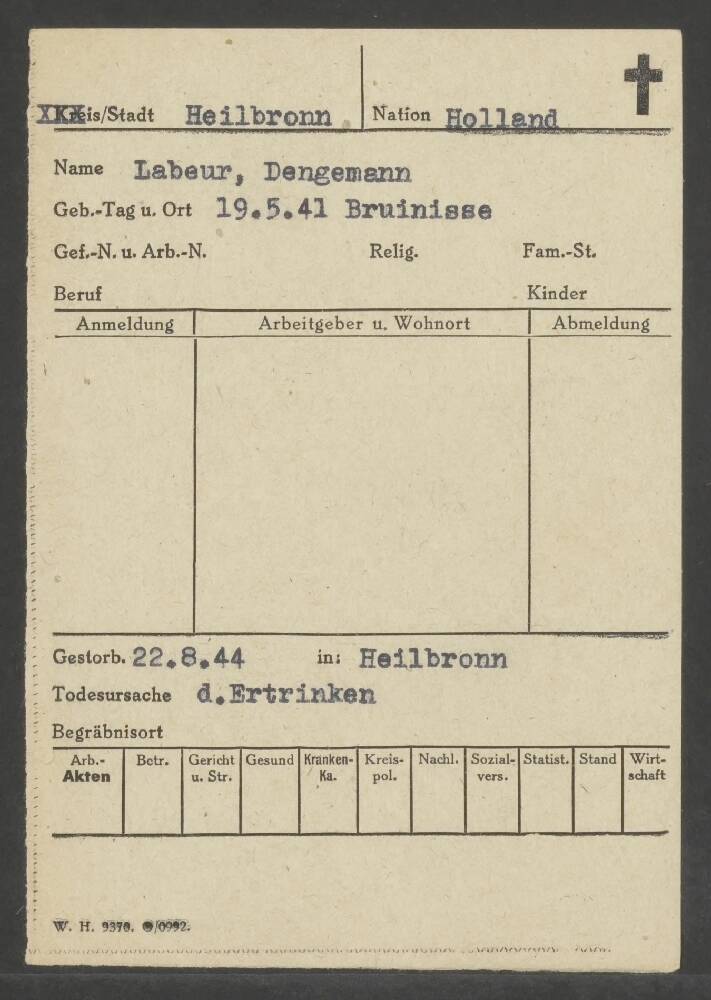 XXKreis/Stadt Heilbronn Nation Holland
Name Labeur, Dengemann
Geb.-Tag u. Ort 19.5.41 Bruinisse
Gef.-N. u. Arb.-N. Relig. Fam.-St.
Beruf Kinder
Anmeldung Arbeitgeber u. Wohnort Abmeldung
Gestorb. 22.8.44 in: Heilbronn
Todesursache d.Ertrinken
Begräbnisort
Arb.-Akten Betr. Gericht u. Str. Gesund Kranken-Ka. Kreis-pol. Nachl. Sozial-vers. Statist. Stand Wirt-schaft
W. H. 9370. /0992.